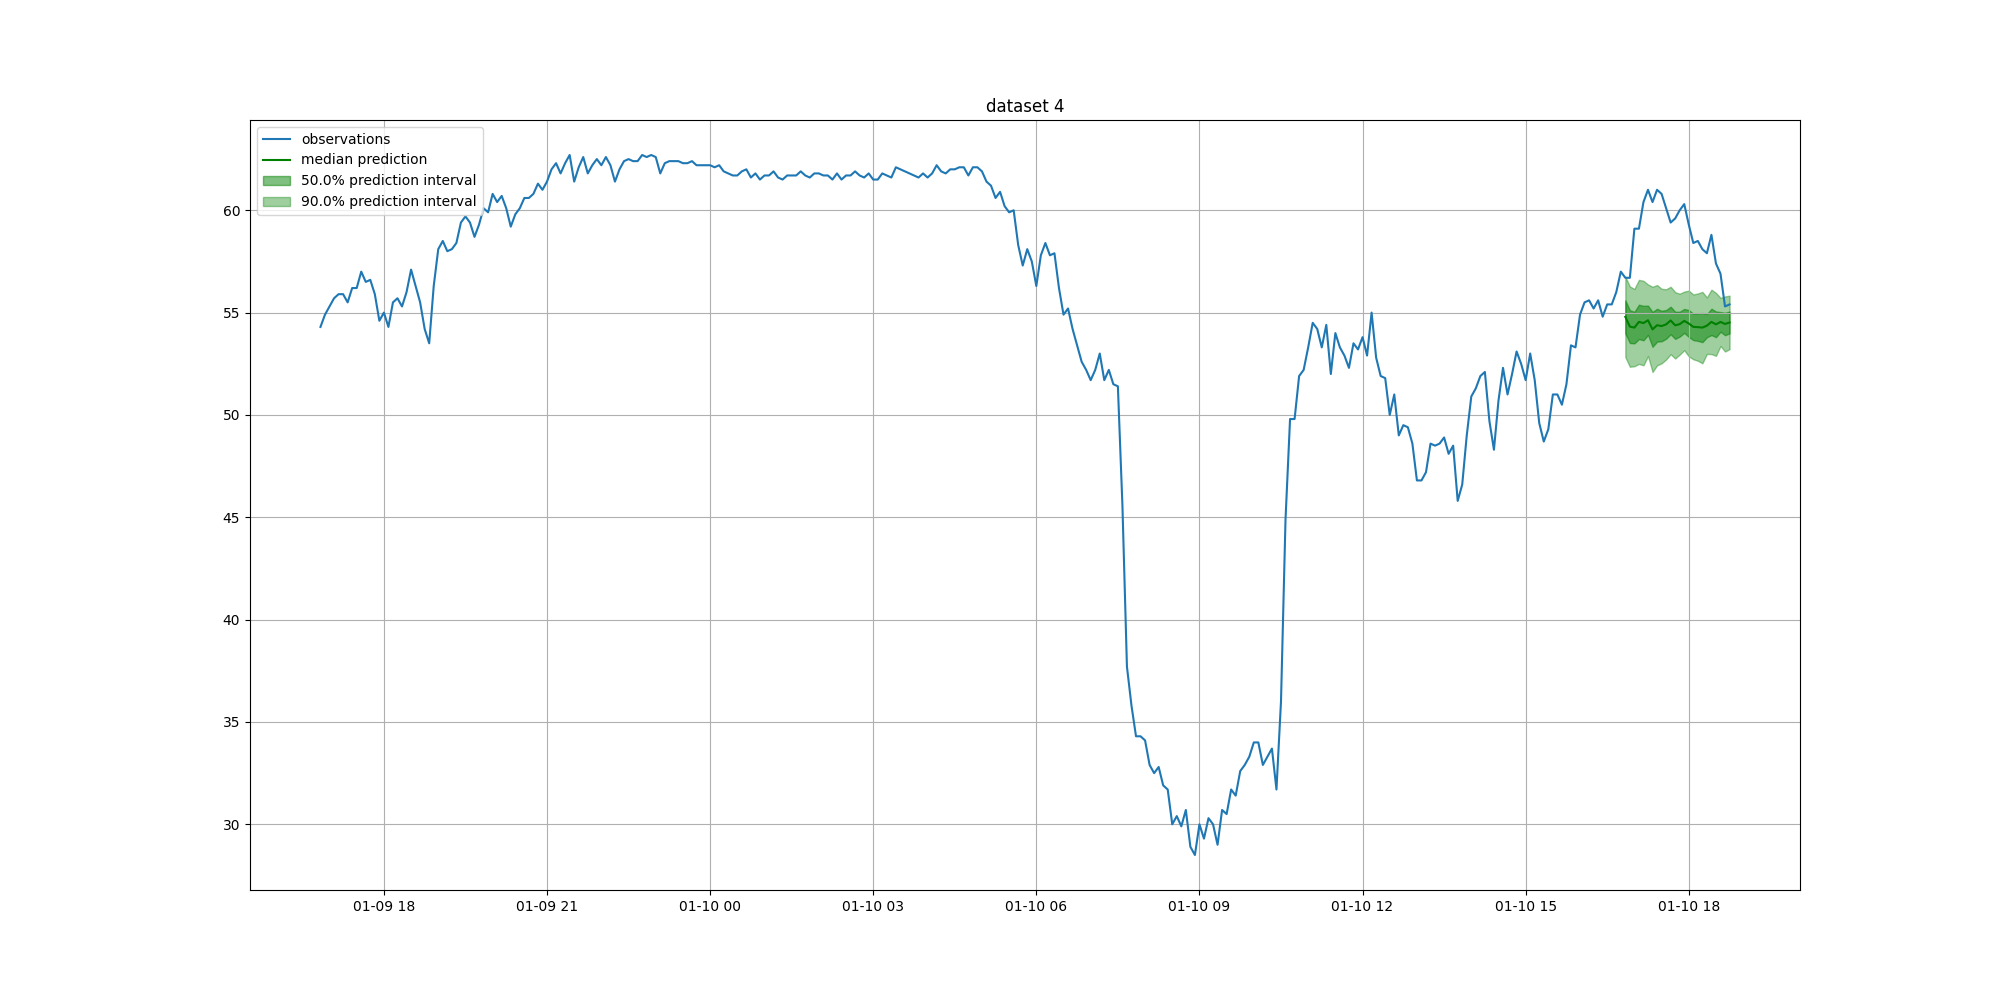 dataset 4
observations
median prediction
50.0% prediction interval
90.0% prediction interval
60
55
50
45
40
35
30
01-09 18 01-09 21 01-10 00 01-10 03 01-10 06 01-10 09 01-10 12 01-10 15 01-10 18